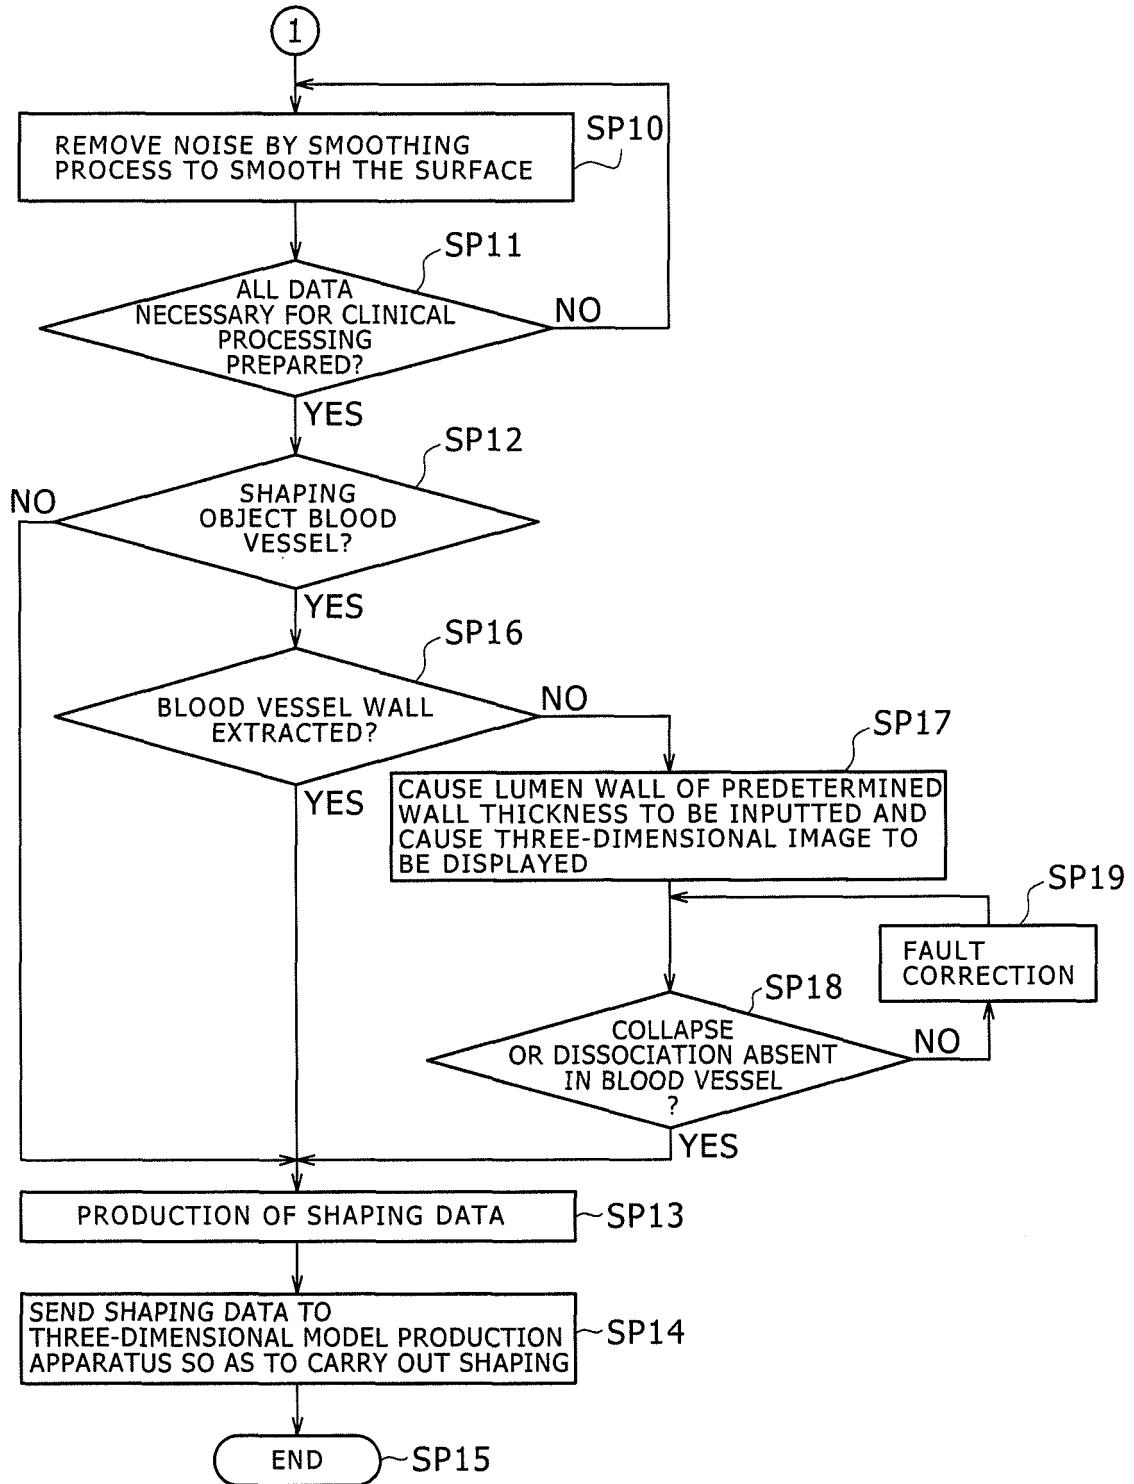 1
REMOVE NOISE BY SMOOTHING
PROCESS TO SMOOTH THE SURFACE
SP10
SP11
ALL DATA
NECESSARY FOR CLINICAL
PROCESSING
PREPARED?
NO
YES
SP12
NO
SHAPING
OBJECT BLOOD
VESSEL?
YES
SP16
BLOOD VESSEL WALL
EXTRACTED?
NO
YES
SP17
CAUSE LUMEN WALL OF PREDETERMINED
WALL THICKNESS TO BE INPUTTED AND
CAUSE THREE-DIMENSIONAL IMAGE TO
BE DISPLAYED
SP19
FAULT
CORRECTION
SP18
COLLAPSE
OR DISSOCIATION ABSENT
IN BLOOD VESSEL
?
NO
YES
PRODUCTION OF SHAPING DATA
SP13
SEND SHAPING DATA TO
THREE-DIMENSIONAL MODEL PRODUCTION
APPARATUS SO AS TO CARRY OUT SHAPING
SP14
END
SP15